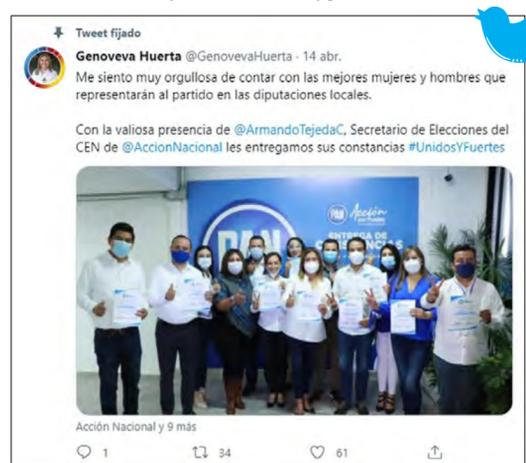 Tweet fijado
Genoveva Huerta @GenovevaHuerta · 14 abr.
Me siento muy orgullosa de contar con las mejores mujeres y hombres que
representarán al partido en las diputaciones locales.
Con la valiosa presencia de @ArmandoTejedaC, Secretario de Elecciones del
CEN de @AccionNacional les entregamos sus constancias #UnidosYFuertes
PAN
Acción
PAN
ENTREGA DE
CONSTANCIAS
Acción Nacional y 9 más
1 34 61